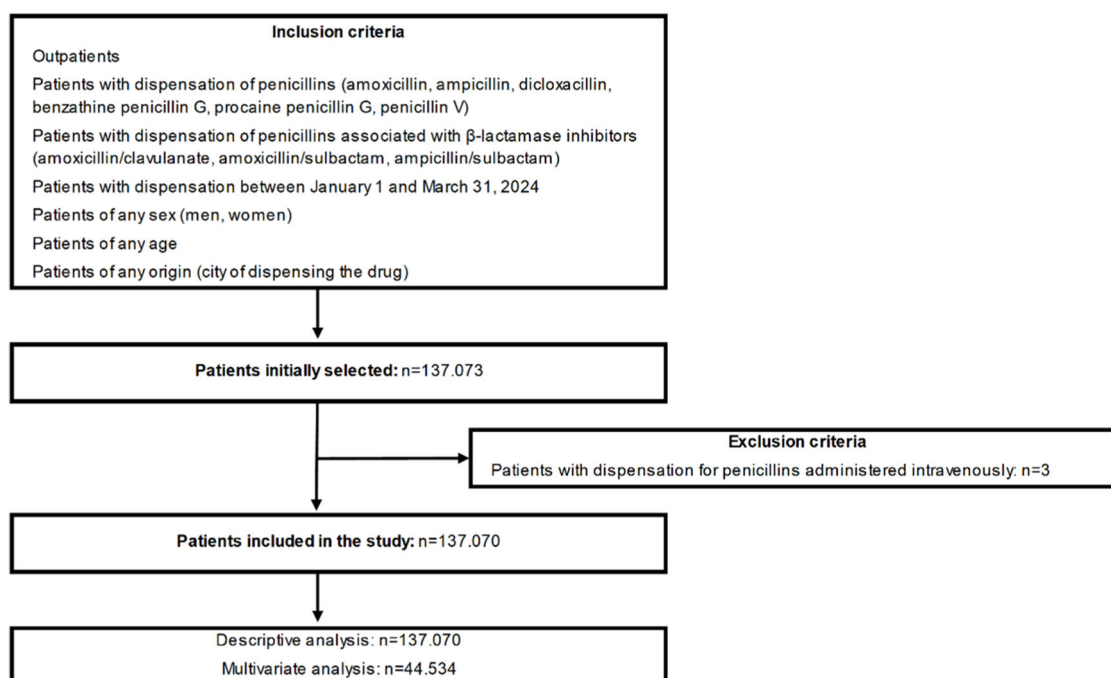 Inclusion criteria
Outpatients
Patients with dispensation of penicillins (amoxicillin, ampicillin, dicloxacillin,
benzathine penicillin G, procaine penicillin G, penicillin V)
Patients with dispensation of penicillins associated with β-lactamase inhibitors
(amoxicillin/clavulanate, amoxicillin/sulbactam, ampicillin/sulbactam)
Patients with dispensation between January 1 and March 31, 2024
Patients of any sex (men, women)
Patients of any age
Patients of any origin (city of dispensing the drug)
Patients initially selected: n=137.073
Exclusion criteria
Patients with dispensation for penicillins administered intravenously: n=3
Patients included in the study: n=137.070
Descriptive analysis: n=137.070
Multivariate analysis: n=44.534